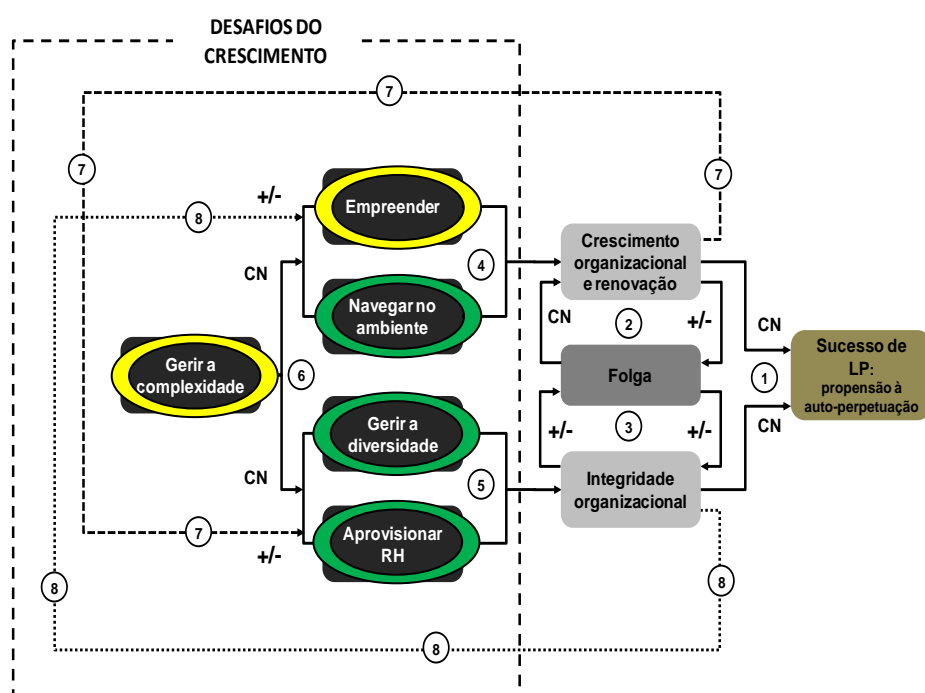 DESAFIOS DO
CRESCIMENTO
7
7
7
+/-
8
Empreender
CN
4
Crescimento
organizacional
e renovação
Navegar no
ambiente
CN
2
+/-
CN
Gerir a
complexidade
6
Folga
1
Sucesso de
LP:
propensão à
auto-perpetuação
Gerir a
diversidade
+/-
3
+/-
CN
CN
5
Integridade
organizacional
7
+/-
Aprovisionar
RH
8
8
8